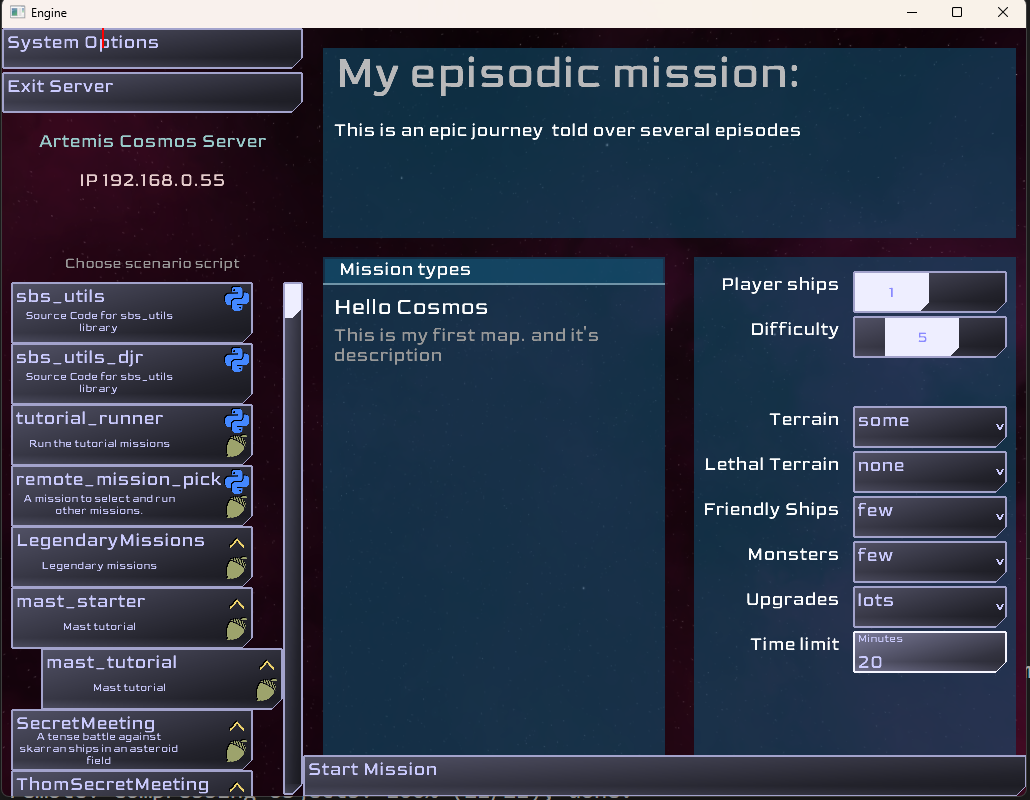 Engine
System Options
Exit Server
Artemis Cosmos Server
IP 192.168.0.55
Choose scenario script
sbs_utils
Source Code for sbs_utils
library
sbs_utils_djr
Source Code for sbs_utils
library
tutorial_runner
Run the tutorial missions
remote_mission_pick
A mission to select and run
other missions.
LegendaryMissions
Legendary missions
mast_starter
Mast tutorial
mast_tutorial
Mast tutorial
SecretMeeting
A tense battle against
skarran ships in an asteroid
field
ThomSecretMeeting
My episodic mission:
This is an epic journey  told over several episodes
Mission types
Hello Cosmos
This is my first map. and it's
description
Player ships
1
Difficulty
5
Terrain
some
Lethal Terrain
none
Friendly Ships
few
Monsters
few
Upgrades
lots
Time limit
Minutes
20
Start Mission